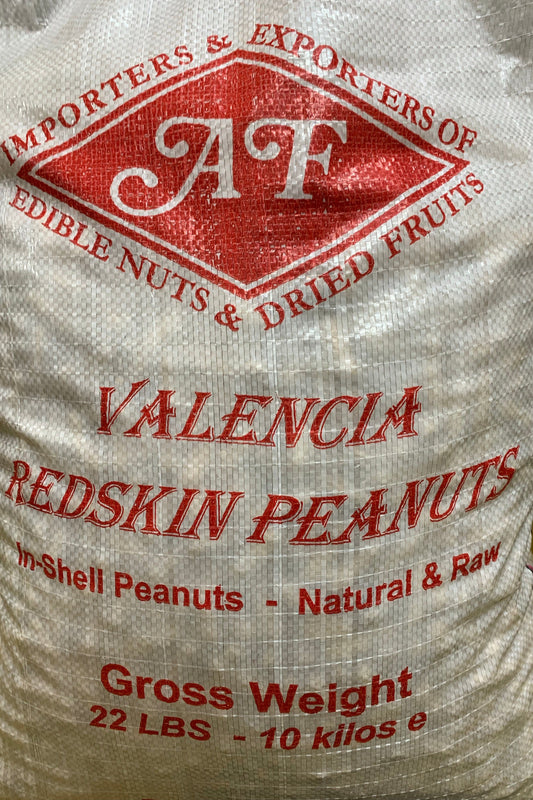 IMPORTERS & EXPORTERS OF
AF
EDIBLE NUTS & DRIED FRUITS
VALENCIA
REDSKIN PEANUTS
In-Shell Peanuts - Natural & Raw
Gross Weight
22 LBS - 10 kilos e